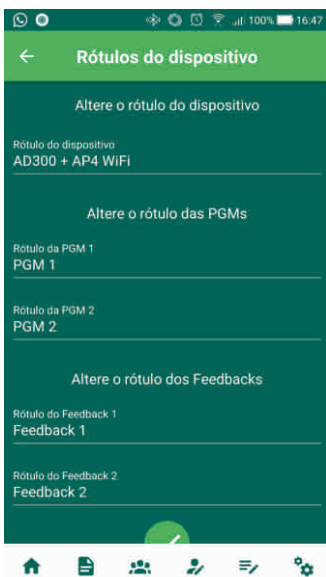 100% 16:47
Rótulos do dispositivo
Altere o rótulo do dispositivo
Rótulo do dispositivo
AD300 + AP4 WiFi
Altere o rótulo das PGMs
Rótulo da PGM 1
PGM 1
Rótulo da PGM 2
PGM 2
Altere o rótulo dos Feedbacks
Rótulo do Feedback 1
Feedback 1
Rótulo do Feedback 2
Feedback 2